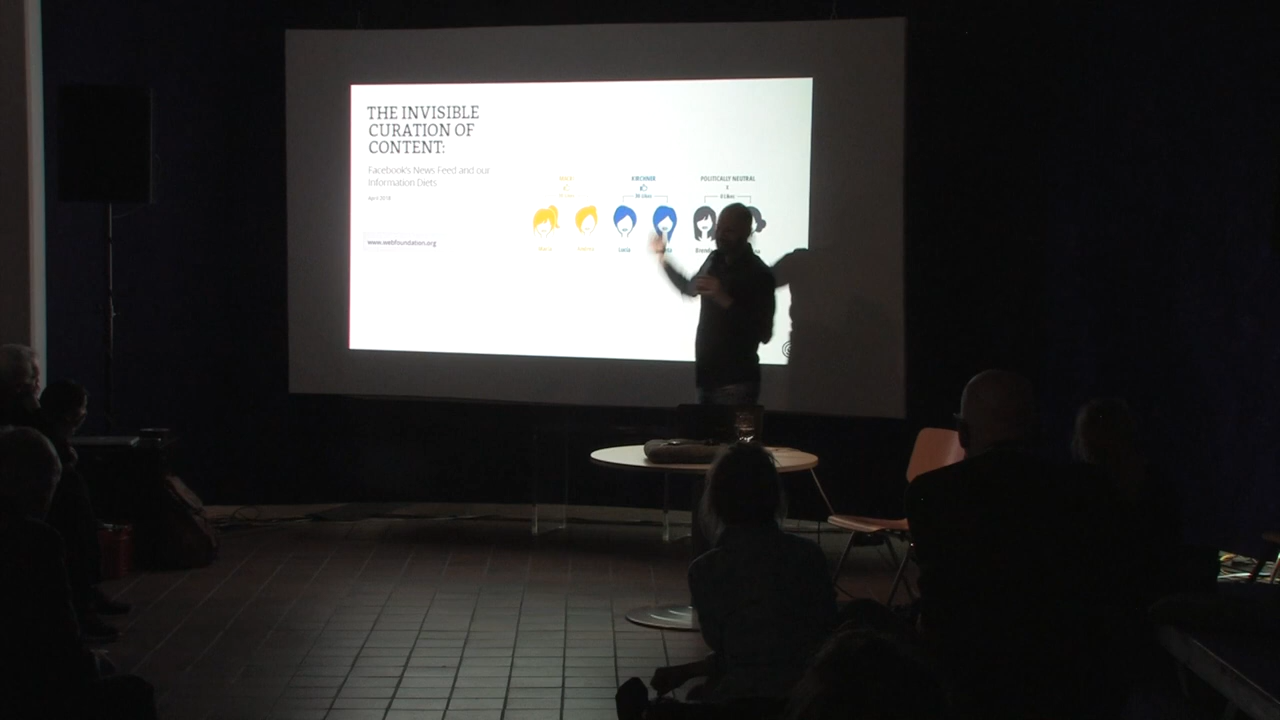 THE INVISIBLE
CURATION OF
CONTENT:
Facebook's News Feed and our
Information Diets
April 2018
www.webfoundation.org
KIRCHNER
POLITICALLY NEUTRAL
Lucia